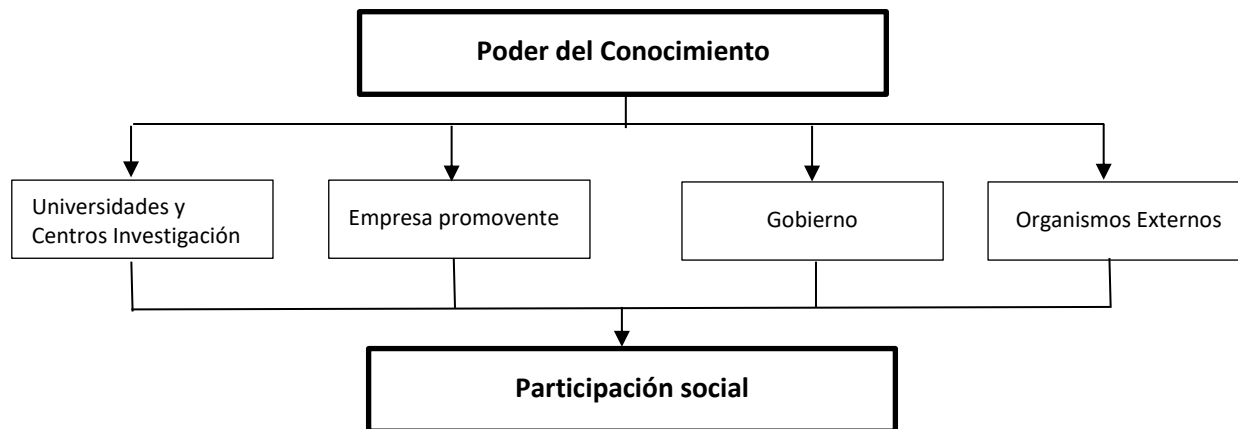 Poder del Conocimiento
Universidades y
Centros Investigación
Empresa promovente
Gobierno
Organismos Externos
Participación social